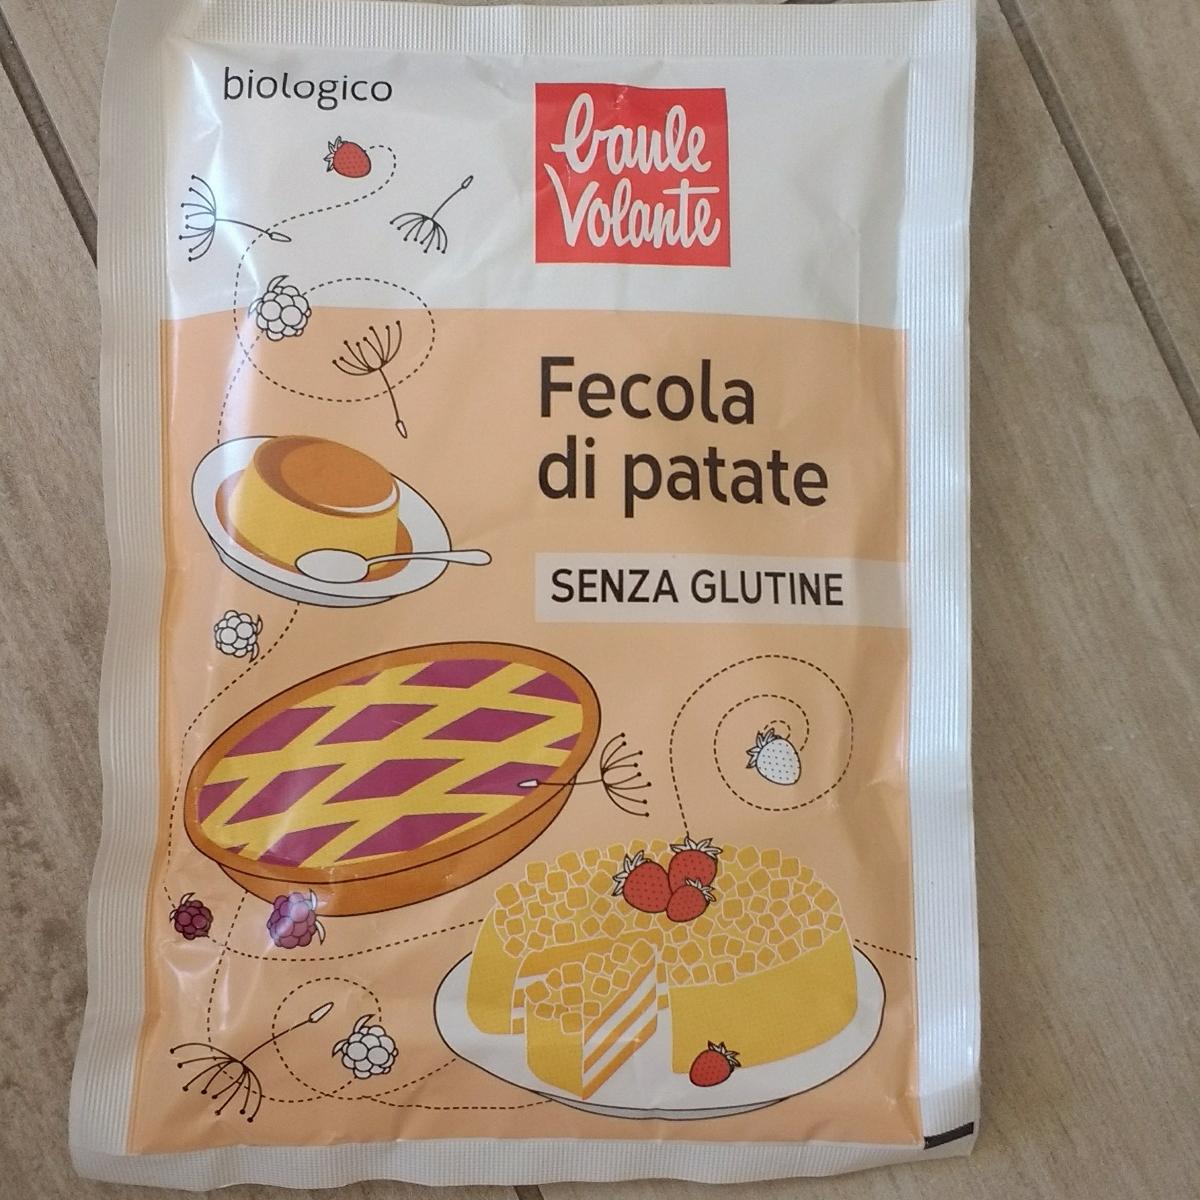 biologico
baule
Volante
Fecola
di patate
SENZA GLUTINE